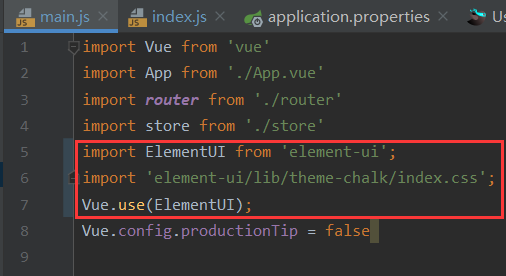 main.js index.js application.properties Us
1 import Vue from 'vue'
2 import App from './App.vue'
3 import router from './router'
4 import store from './store'
5 import ElementUI from 'element-ui';
6 import 'element-ui/lib/theme-chalk/index.css';
7 Vue.use(ElementUI);
8 Vue.config.productionTip = false